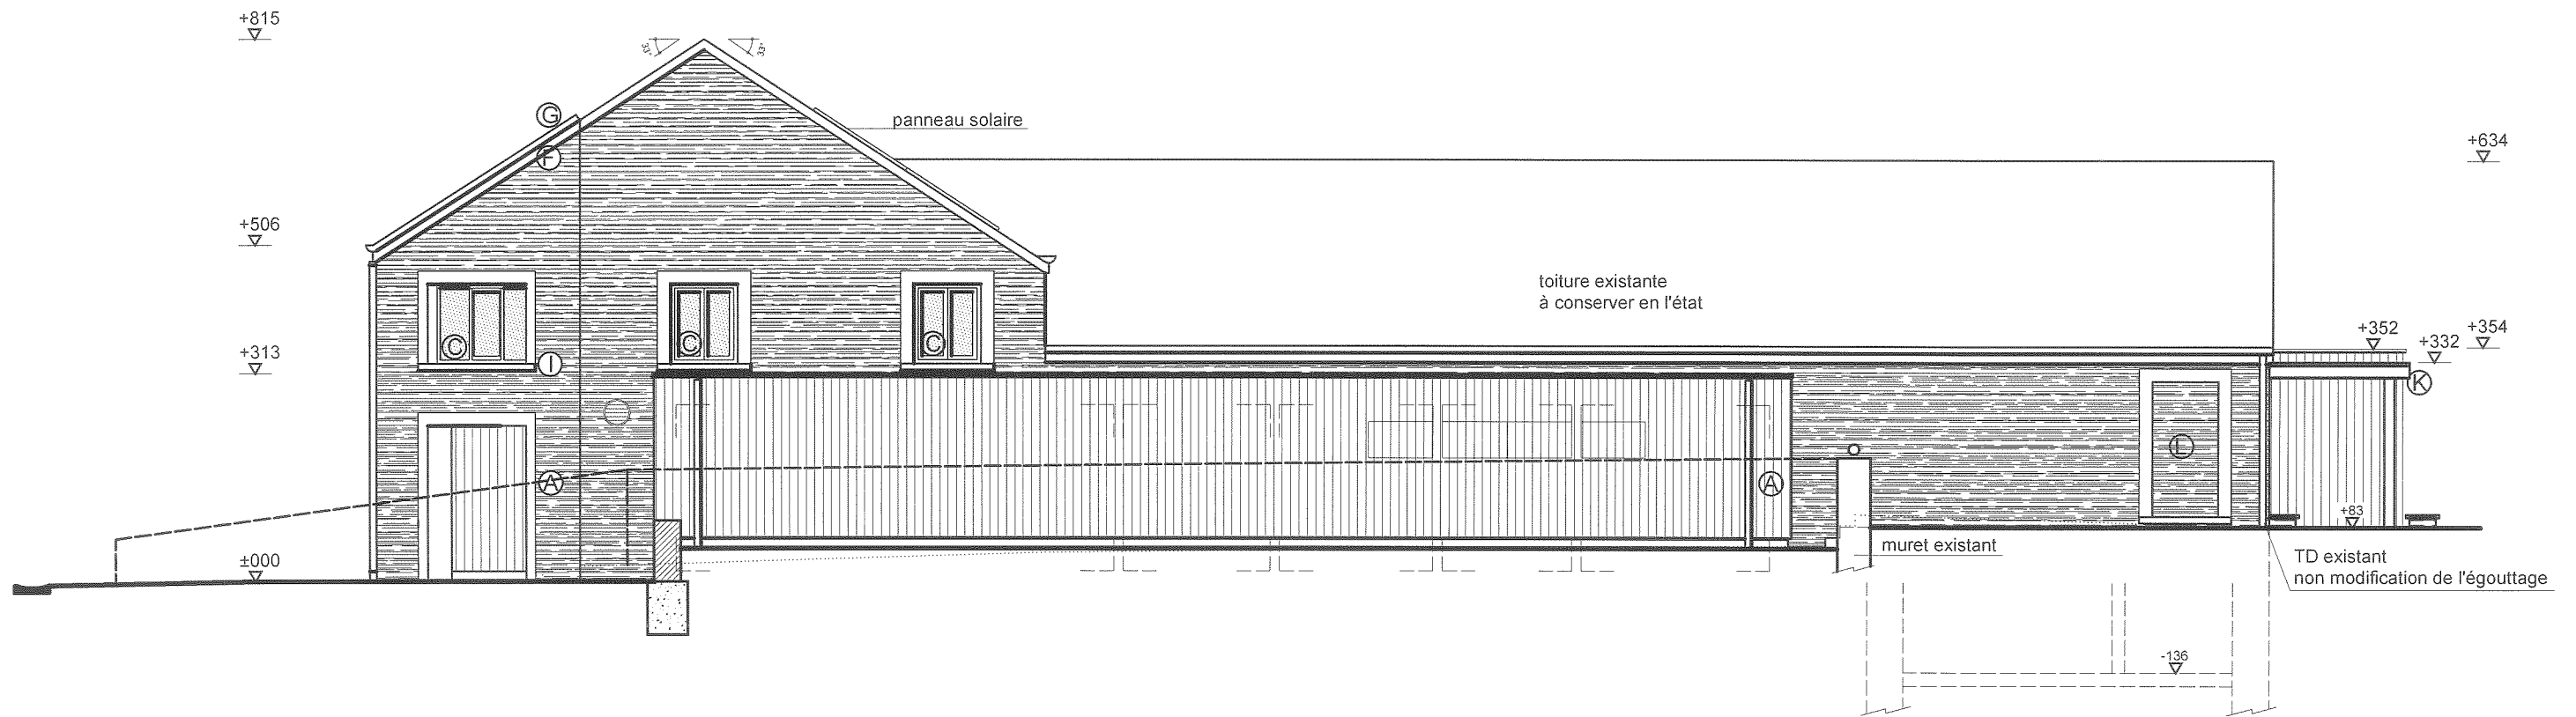 +815
33°
33°
G
panneau solaire
F
+634
+506
toiture existante
à conserver en l'état
+313
C
C
C
I
+352
+354
+332
K
L
A
A
+83
±000
muret existant
TD existant
non modification de l'égouttage
-136